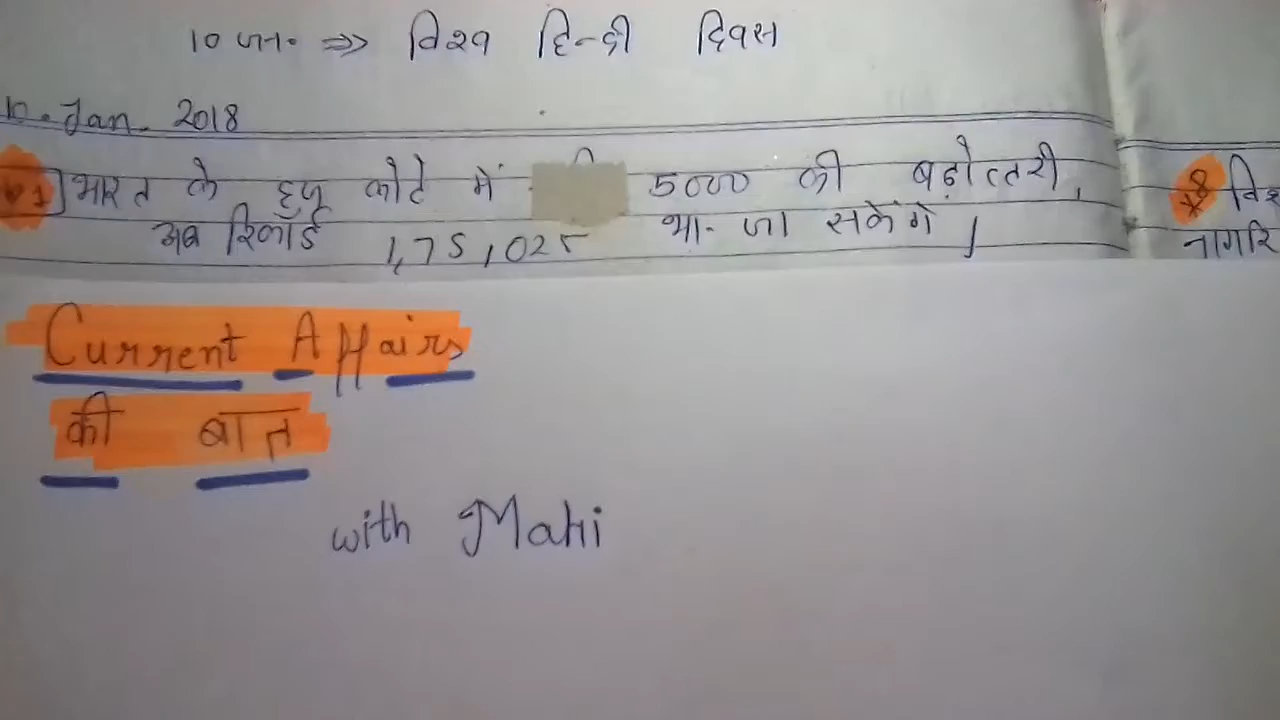 10 जन. ⇒ विश्व हिन्दी दिवस
10. Jan. 2018
1] भारत के हज कोटे में 5000 की बढ़ोत्तरी,
अब रिकार्ड 1,75,025 भा. जा सकेंगे।
*8 विश
नागरि
Current Affairs
की बात
with Mahi